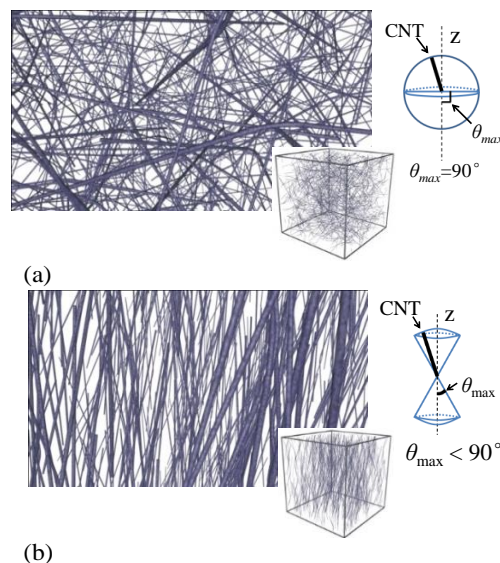 CNT
z
θmax
θmax=90°
(a)
CNT
z
θmax
θmax < 90°
(b)